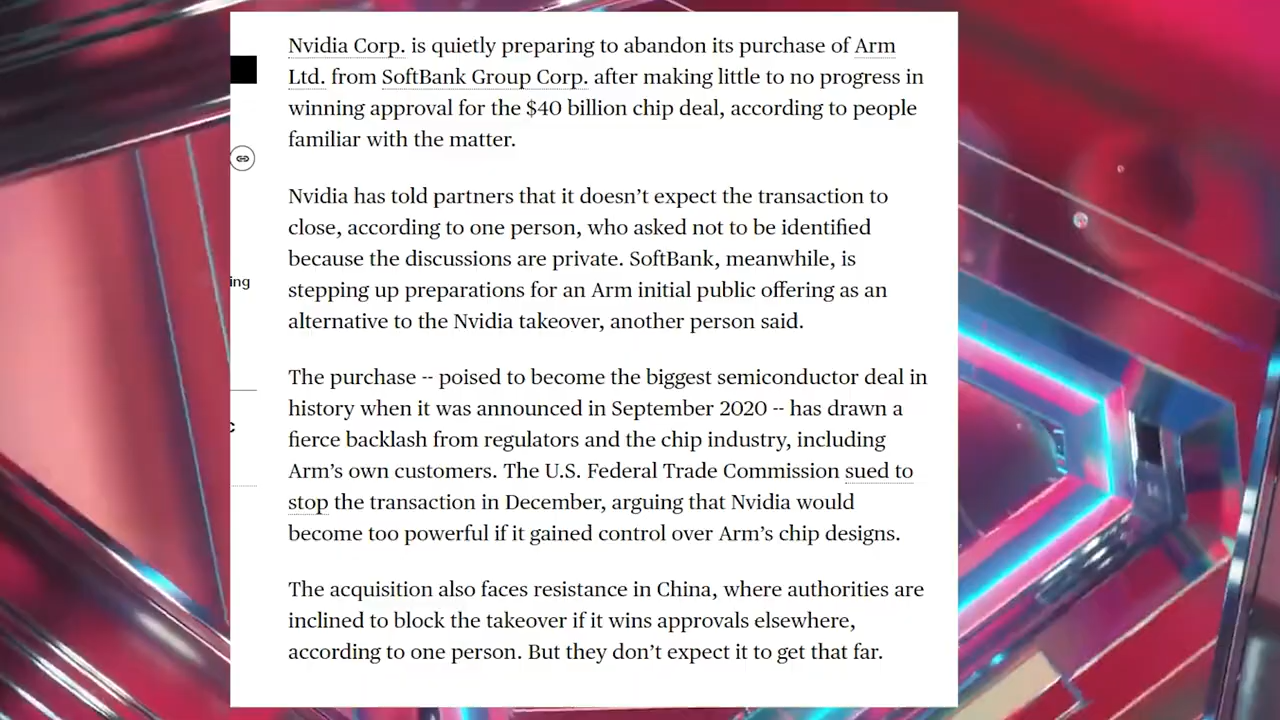 Nvidia Corp. is quietly preparing to abandon its purchase of Arm
Ltd. from SoftBank Group Corp. after making little to no progress in
winning approval for the $40 billion chip deal, according to people
familiar with the matter.
Nvidia has told partners that it doesn’t expect the transaction to
close, according to one person, who asked not to be identified
because the discussions are private. SoftBank, meanwhile, is
stepping up preparations for an Arm initial public offering as an
alternative to the Nvidia takeover, another person said.
ing
The purchase -- poised to become the biggest semiconductor deal in
history when it was announced in September 2020 -- has drawn a
fierce backlash from regulators and the chip industry, including
Arm’s own customers. The U.S. Federal Trade Commission sued to
stop the transaction in December, arguing that Nvidia would
become too powerful if it gained control over Arm’s chip designs.
The acquisition also faces resistance in China, where authorities are
inclined to block the takeover if it wins approvals elsewhere,
according to one person. But they don’t expect it to get that far.